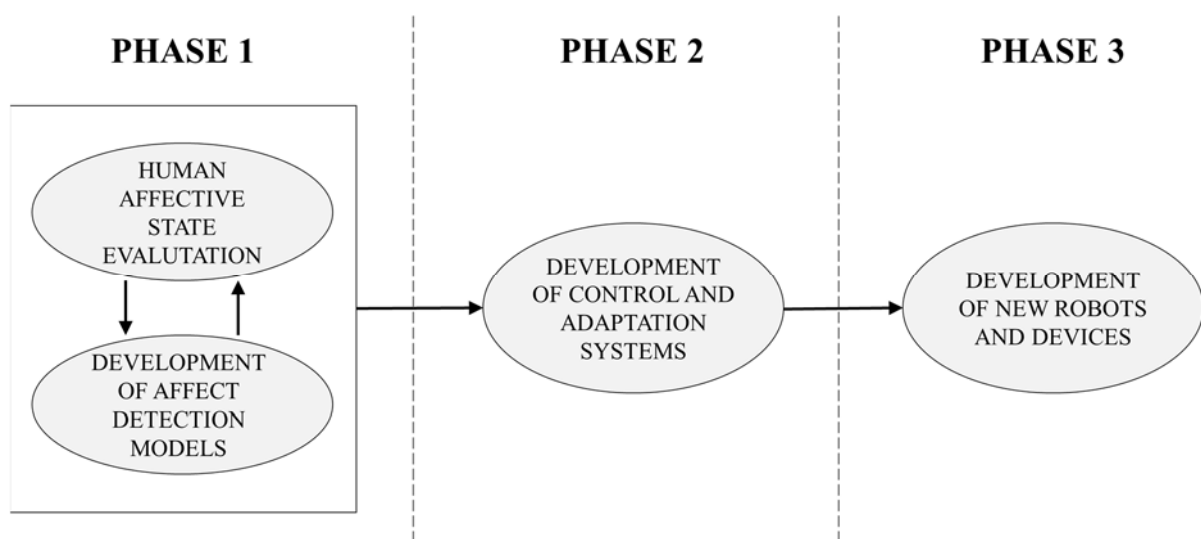 PHASE 1
PHASE 2
PHASE 3
HUMAN
AFFECTIVE
STATE
EVALUTATION
DEVELOPMENT
OF AFFECT
DETECTION
MODELS
DEVELOPMENT
OF CONTROL AND
ADAPTATION
SYSTEMS
DEVELOPMENT
OF NEW ROBOTS
AND DEVICES